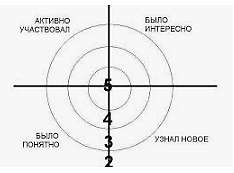 АКТИВНО
УЧАСТВОВАЛ
БЫЛО
ИНТЕРЕСНО
5
4
3
2
БЫЛО
ПОНЯТНО
УЗНАЛ НОВОЕ